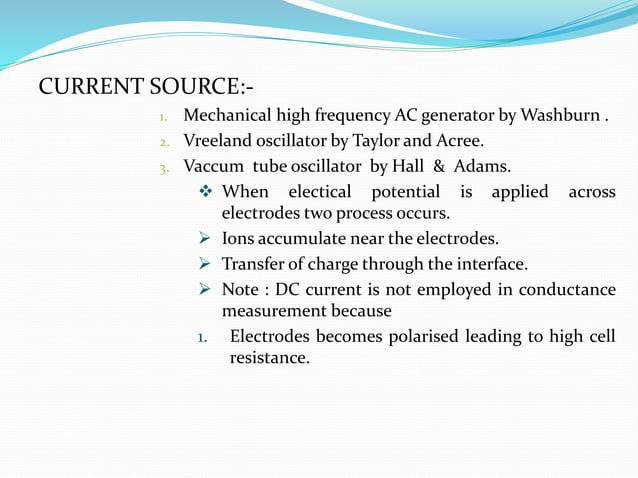 CURRENT SOURCE:-
1. Mechanical high frequency AC generator by Washburn .
2. Vreeland oscillator by Taylor and Acree.
3. Vaccum tube oscillator by Hall & Adams.
❖ When electical potential is applied across
electrodes two process occurs.
➢ Ions accumulate near the electrodes.
➢ Transfer of charge through the interface.
➢ Note : DC current is not employed in conductance
measurement because
1. Electrodes becomes polarised leading to high cell
resistance.